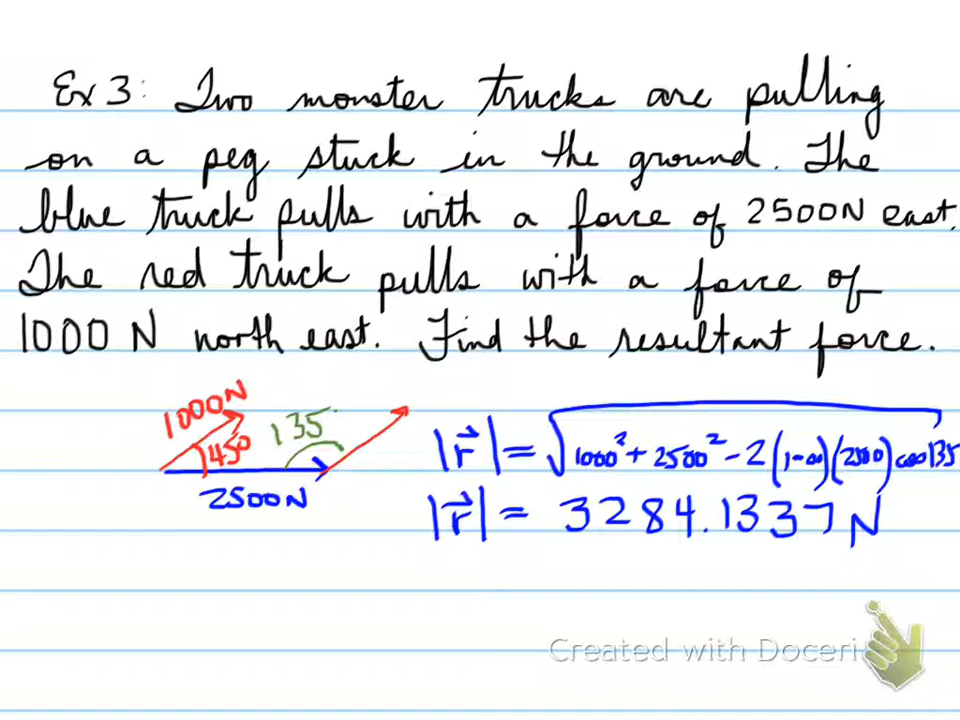 Ex 3: Two monster trucks are pulling
on a peg stuck in the ground. The
blue truck pulls with a force of 2500N east.
The red truck pulls with a force of
1000 N north east. Find the resultant force.
1000N
45°
135°
2500N
|r⃗| = √1000² + 2500² - 2(1000)(2500)cos135
|r⃗| = 3284.1337N
Created with Doceri